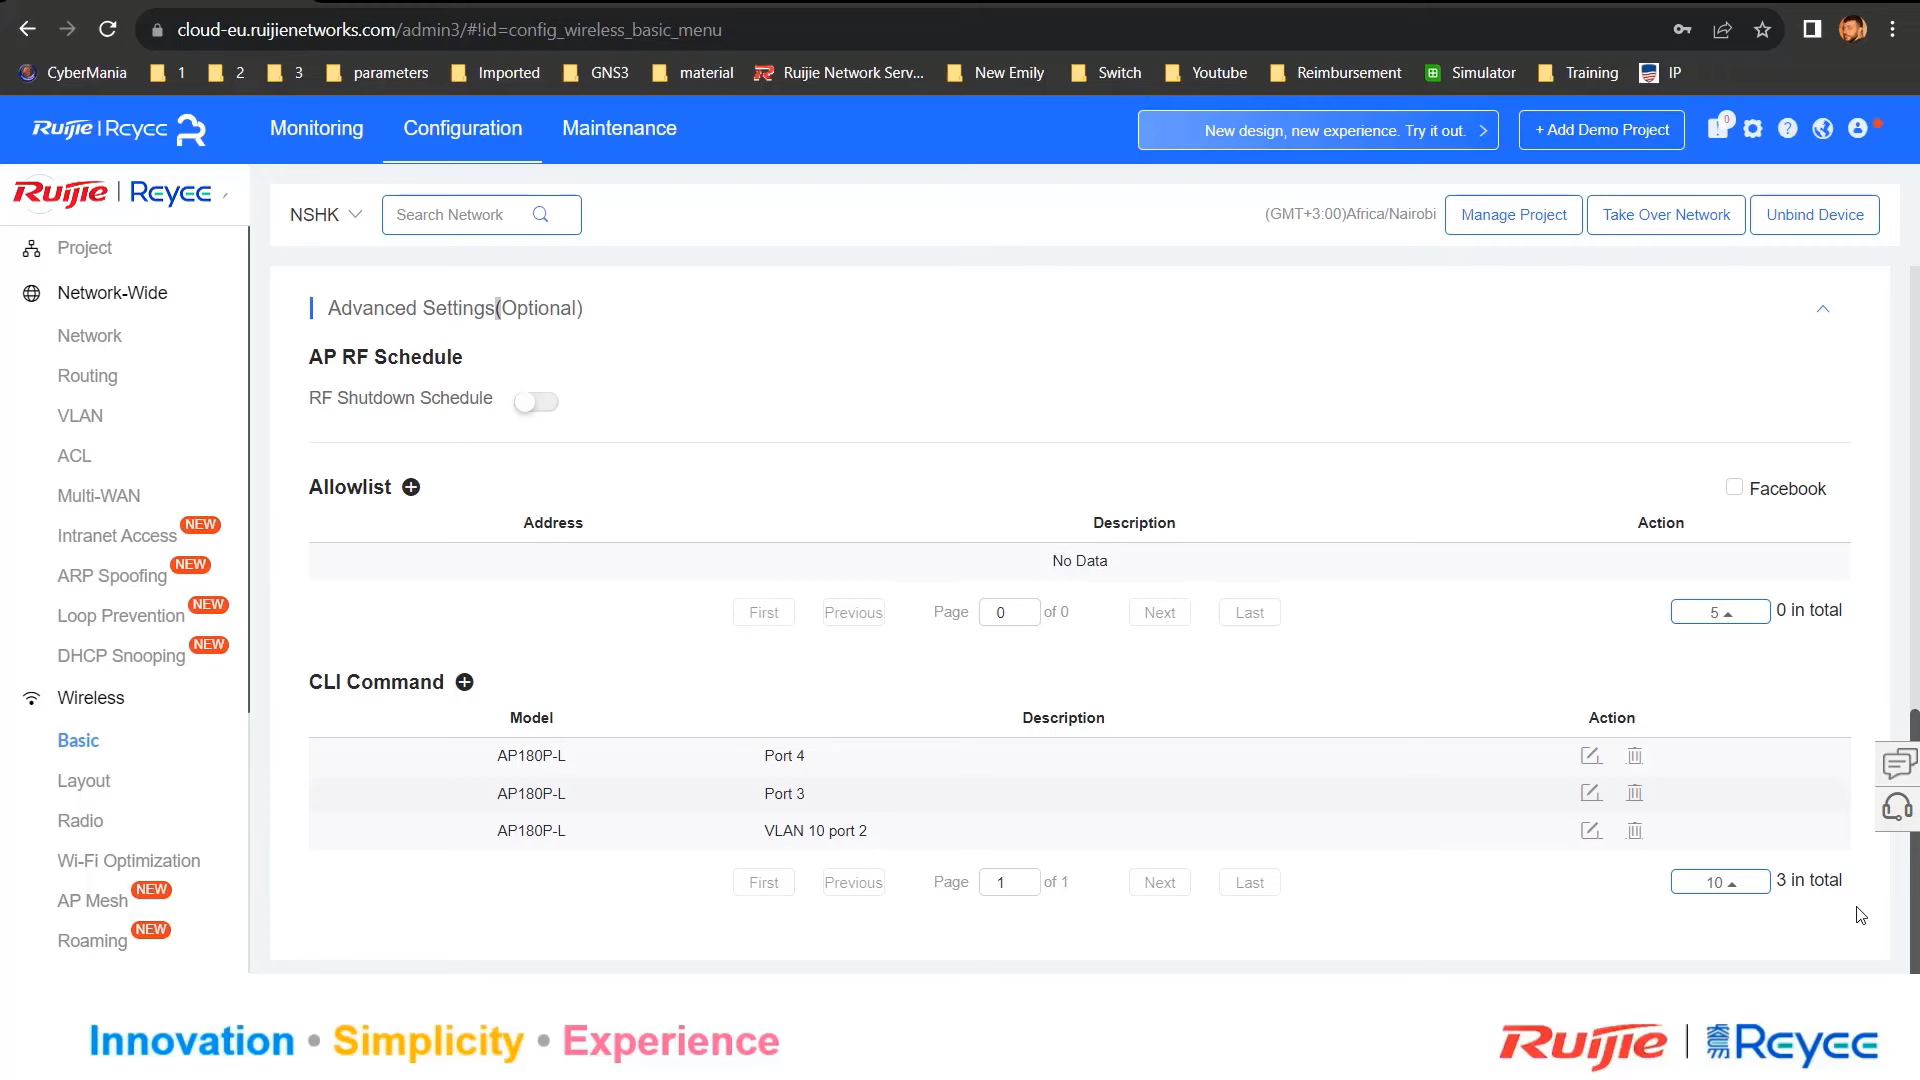 cloud-eu.ruijienetworks.com/admin3/#!id=config_wireless_basic_menu
CyberMania 1 2 3 parameters Imported GNS3 material Ruijie Network Serv... New Emily Switch Youtube Reimbursement Simulator Training IP
Ruijie | Reyee Monitoring Configuration Maintenance New design, new experience. Try it out. + Add Demo Project 0
Ruijie | Reyee
NSHK Search Network (GMT+3:00)Africa/Nairobi Manage Project Take Over Network Unbind Device
Project
Network-Wide
Network
Routing
VLAN
ACL
Multi-WAN
Intranet Access NEW
ARP Spoofing NEW
Loop Prevention NEW
DHCP Snooping NEW
Wireless
Basic
Layout
Radio
Wi-Fi Optimization
AP Mesh NEW
Roaming NEW
Advanced Settings(Optional)
AP RF Schedule
RF Shutdown Schedule
Allowlist Facebook
Address Description Action
No Data
First Previous Page 0 of 0 Next Last 5 0 in total
CLI Command
Model Description Action
AP180P-L Port 4
AP180P-L Port 3
AP180P-L VLAN 10 port 2
First Previous Page 1 of 1 Next Last 10 3 in total
Innovation • Simplicity • Experience
Ruijie | 睿易 Reyee